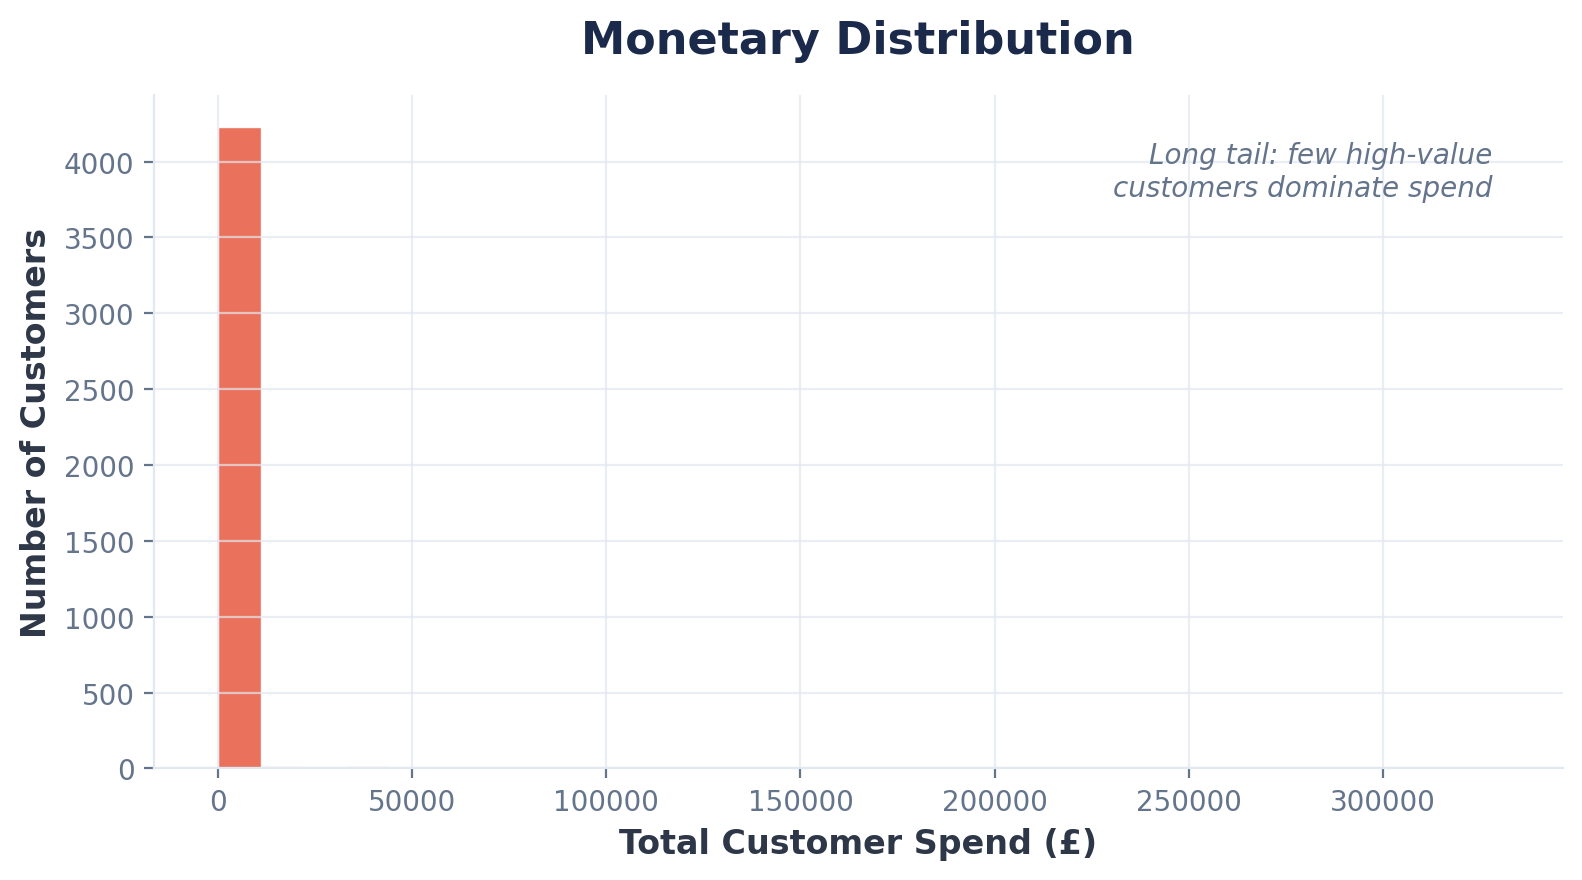 Monetary Distribution
Long tail: few high-value
customers dominate spend
Number of Customers
4000
3500
3000
2500
2000
1500
1000
500
0
0 50000 100000 150000 200000 250000 300000
Total Customer Spend (£)